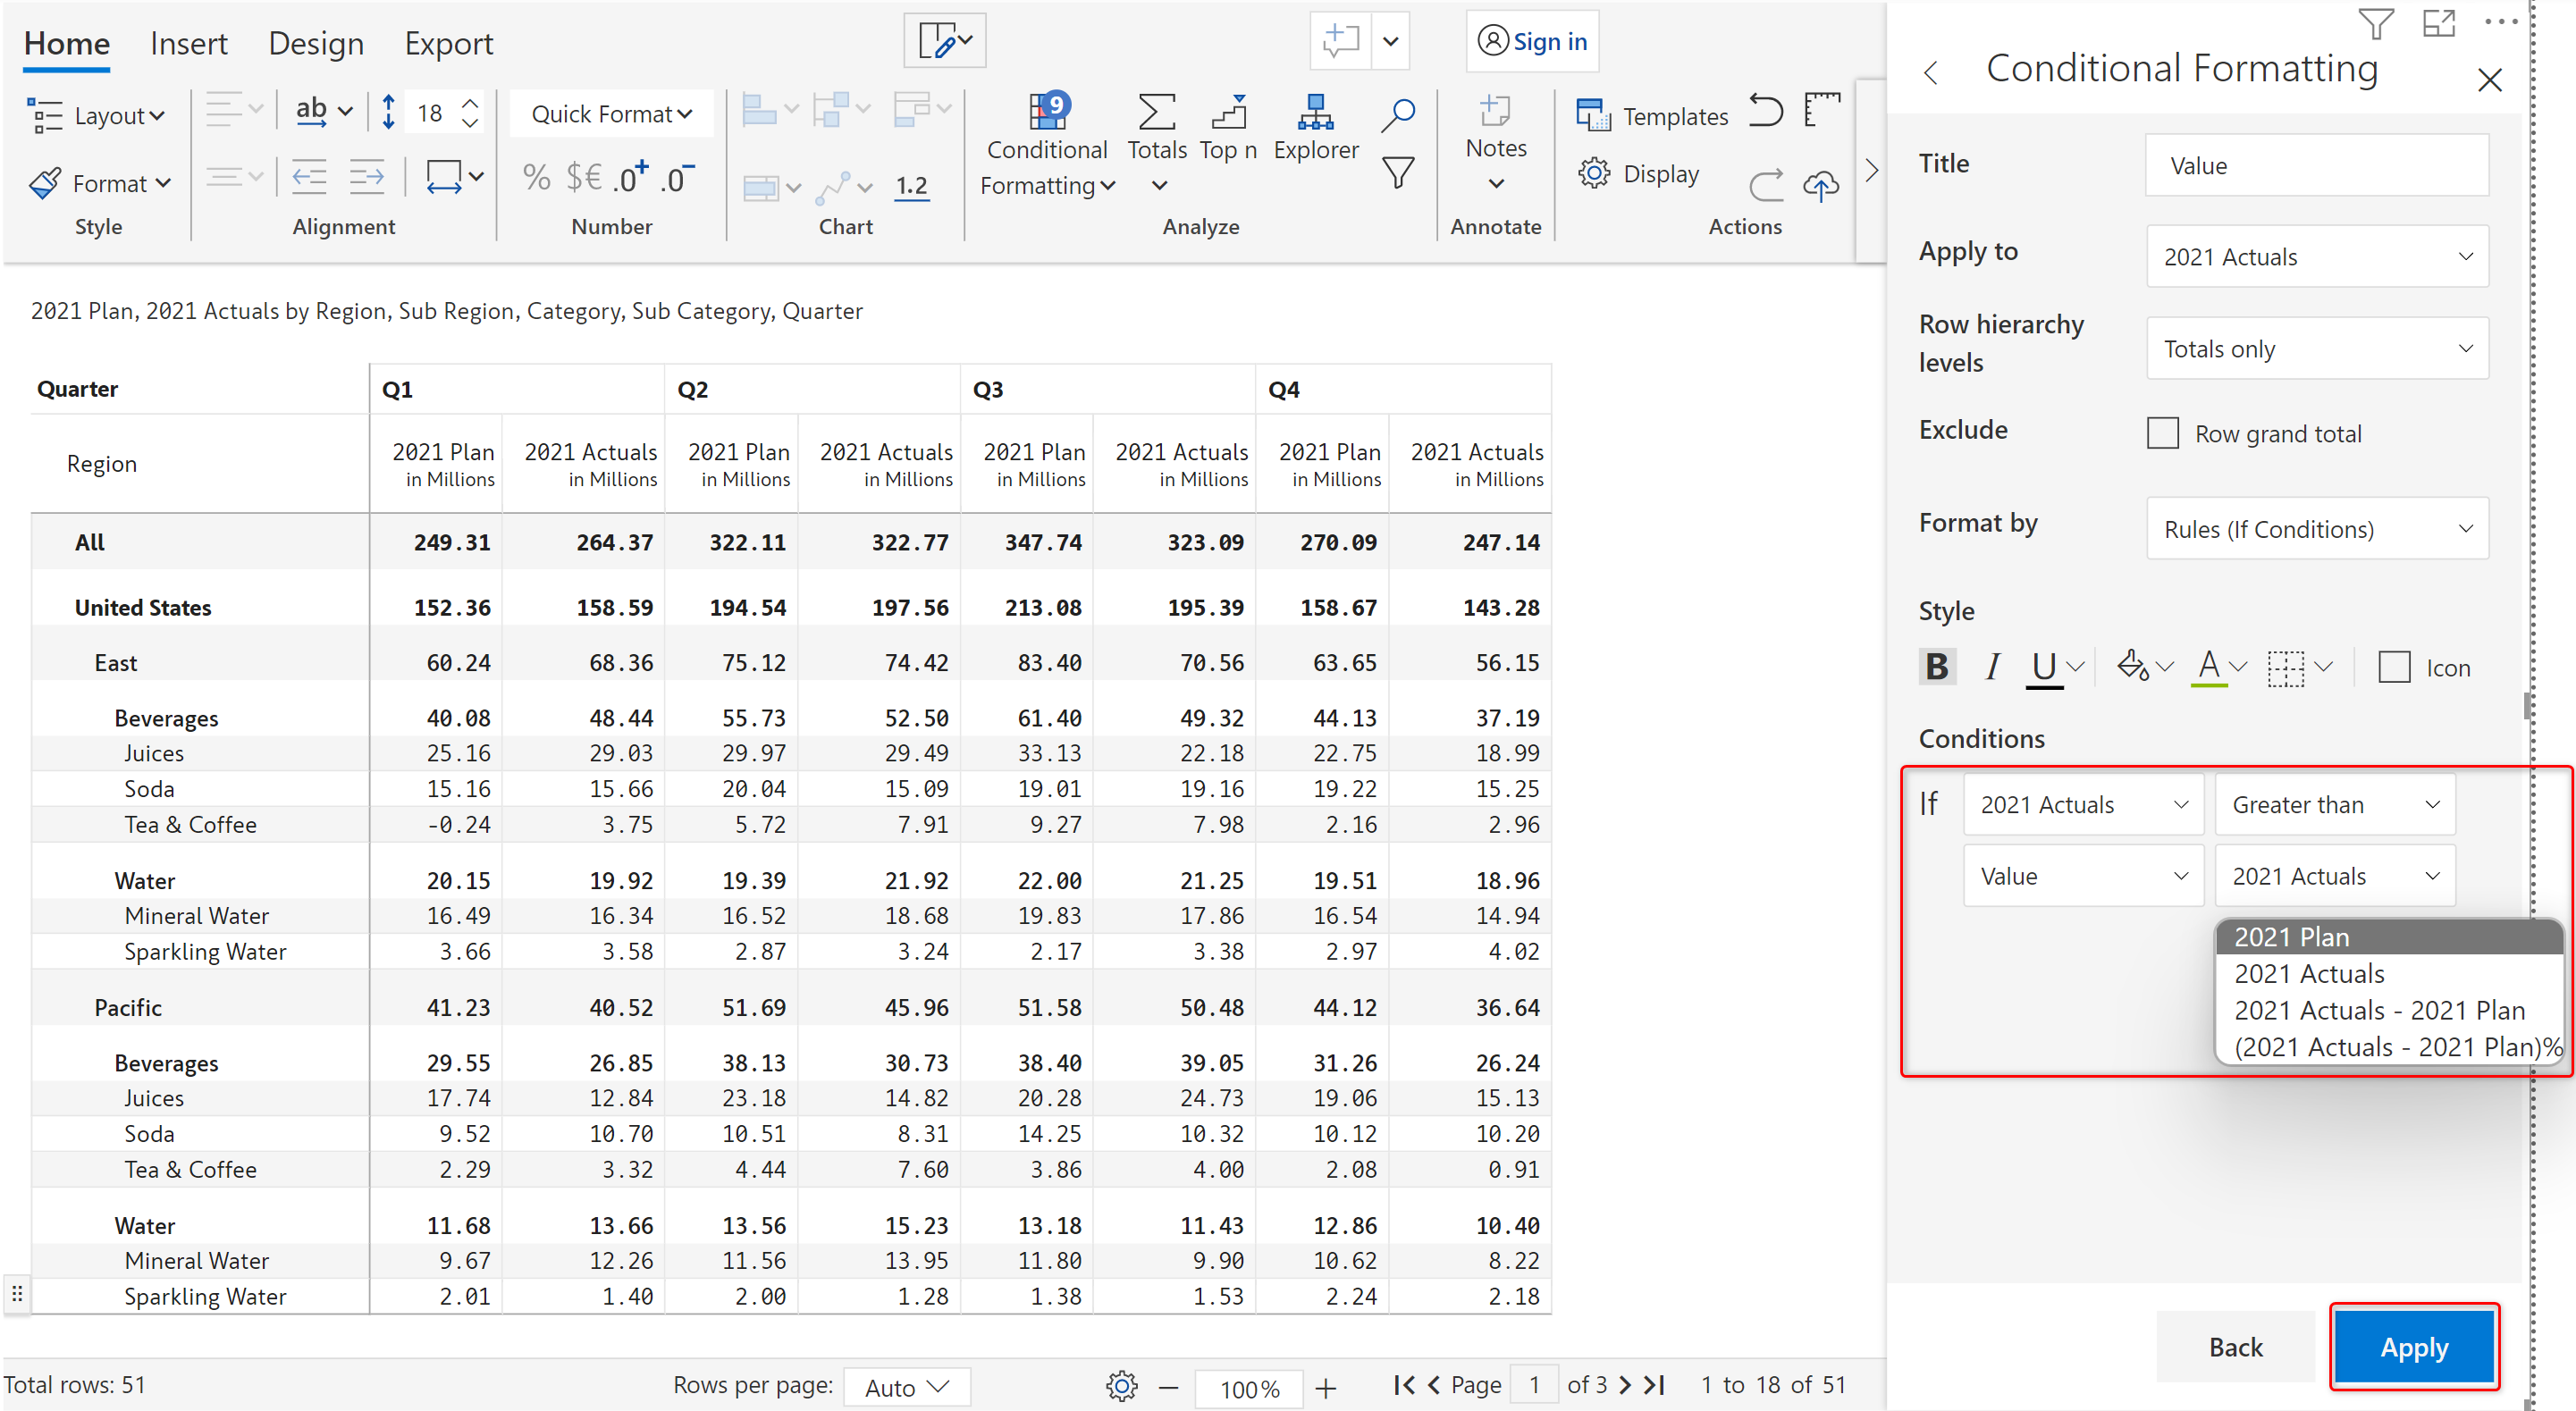 Home Insert Design Export Sign in
Layout ab 18 Quick Format 9 Conditional Formatting Totals Top n Explorer Notes Templates
Format % $€ .0+ .0- 1.2 Display
Style Alignment Number Chart Analyze Annotate Actions
2021 Plan, 2021 Actuals by Region, Sub Region, Category, Sub Category, Quarter
Quarter Q1 Q2 Q3 Q4
Region 2021 Plan 2021 Actuals 2021 Plan 2021 Actuals 2021 Plan 2021 Actuals 2021 Plan 2021 Actuals
in Millions in Millions in Millions in Millions in Millions in Millions in Millions in Millions
All 249.31 264.37 322.11 322.77 347.74 323.09 270.09 247.14
United States 152.36 158.59 194.54 197.56 213.08 195.39 158.67 143.28
East 60.24 68.36 75.12 74.42 83.40 70.56 63.65 56.15
Beverages 40.08 48.44 55.73 52.50 61.40 49.32 44.13 37.19
Juices 25.16 29.03 29.97 29.49 33.13 22.18 22.75 18.99
Soda 15.16 15.66 20.04 15.09 19.01 19.16 19.22 15.25
Tea & Coffee -0.24 3.75 5.72 7.91 9.27 7.98 2.16 2.96
Water 20.15 19.92 19.39 21.92 22.00 21.25 19.51 18.96
Mineral Water 16.49 16.34 16.52 18.68 19.83 17.86 16.54 14.94
Sparkling Water 3.66 3.58 2.87 3.24 2.17 3.38 2.97 4.02
Pacific 41.23 40.52 51.69 45.96 51.58 50.48 44.12 36.64
Beverages 29.55 26.85 38.13 30.73 38.40 39.05 31.26 26.24
Juices 17.74 12.84 23.18 14.82 20.28 24.73 19.06 15.13
Soda 9.52 10.70 10.51 8.31 14.25 10.32 10.12 10.20
Tea & Coffee 2.29 3.32 4.44 7.60 3.86 4.00 2.08 0.91
Water 11.68 13.66 13.56 15.23 13.18 11.43 12.86 10.40
Mineral Water 9.67 12.26 11.56 13.95 11.80 9.90 10.62 8.22
Sparkling Water 2.01 1.40 2.00 1.28 1.38 1.53 2.24 2.18
Total rows: 51 Rows per page: Auto 100% Page 1 of 3 1 to 18 of 51
Conditional Formatting
Title Value
Apply to 2021 Actuals
Row hierarchy levels Totals only
Exclude Row grand total
Format by Rules (If Conditions)
Style
B I U A Icon
Conditions
If 2021 Actuals Greater than
Value 2021 Actuals
2021 Plan
2021 Actuals
2021 Actuals - 2021 Plan
(2021 Actuals - 2021 Plan)%
Back Apply